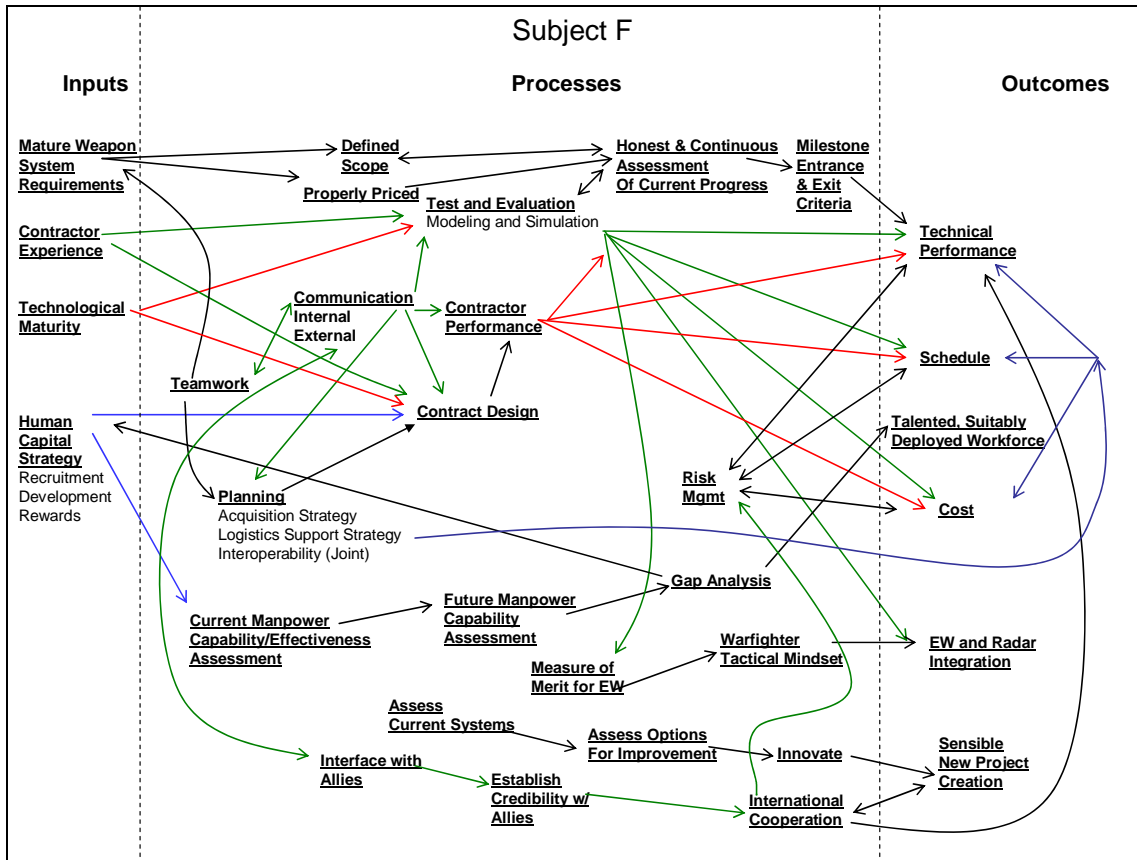 Subject F
Inputs
Processes
Outcomes
Mature Weapon
System
Requirements
Defined
Scope
Properly Priced
Honest & Continuous
Assessment
Of Current Progress
Milestone
Entrance
& Exit
Criteria
Test and Evaluation
Modeling and Simulation
Contractor
Experience
Technical
Performance
Technological
Maturity
Communication
Internal
External
Contractor
Performance
Schedule
Teamwork
Contract Design
Human
Capital
Strategy
Recruitment
Development
Rewards
Talented, Suitably
Deployed Workforce
Planning
Acquisition Strategy
Logistics Support Strategy
Interoperability (Joint)
Risk
Mgmt
Cost
Gap Analysis
Current Manpower
Capability/Effectiveness
Assessment
Future Manpower
Capability
Assessment
Measure of
Merit for EW
Warfighter
Tactical Mindset
EW and Radar
Integration
Assess
Current Systems
Assess Options
For Improvement
Innovate
Sensible
New Project
Creation
Interface with
Allies
Establish
Credibility w/
Allies
International
Cooperation